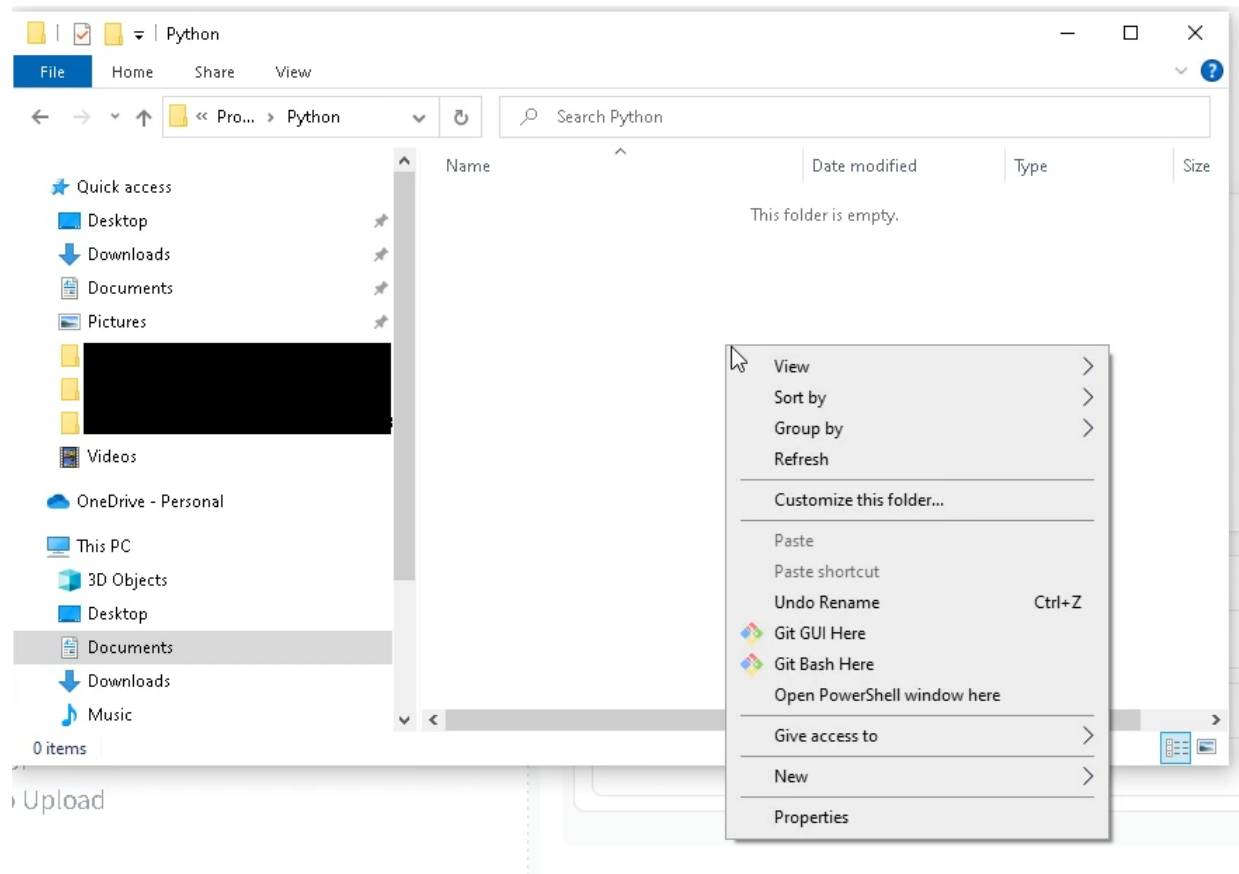 Python
File Home Share View
« Pro... > Python
Search Python
Name Date modified Type Size
This folder is empty.
Quick access
Desktop
Downloads
Documents
Pictures
Videos
OneDrive - Personal
This PC
3D Objects
Desktop
Documents
Downloads
Music
0 items
View
Sort by
Group by
Refresh
Customize this folder...
Paste
Paste shortcut
Undo Rename Ctrl+Z
Git GUI Here
Git Bash Here
Open PowerShell window here
Give access to
New
Properties
Upload